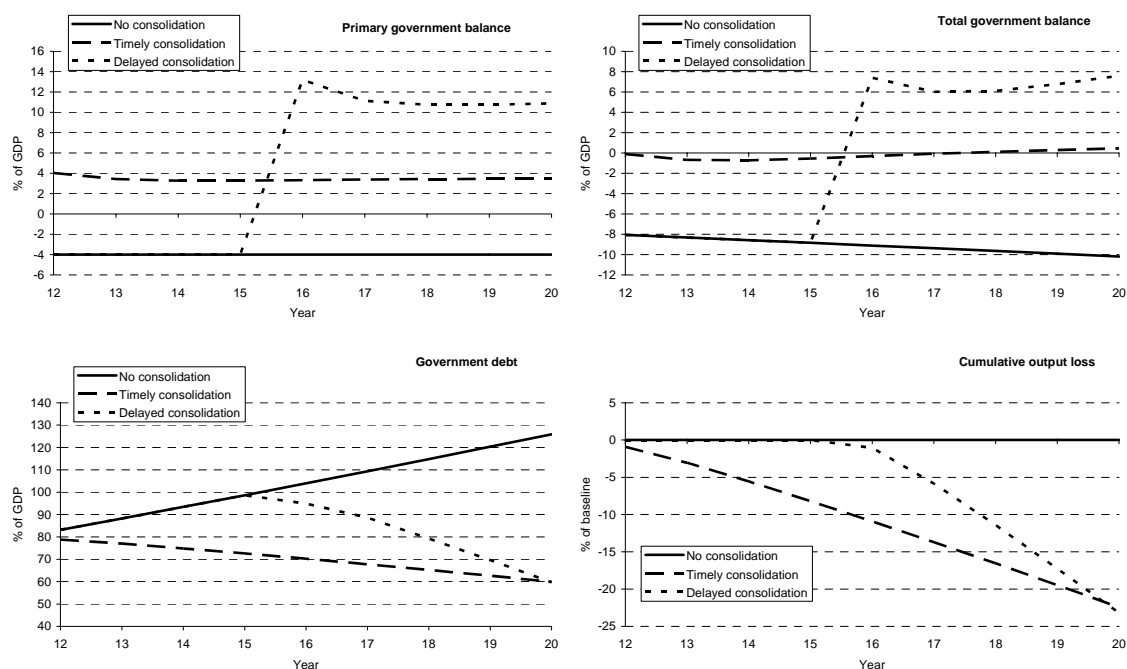 Primary government balance
No consolidation
Timely consolidation
Delayed consolidation
16
14
12
10
8
6
4
2
0
-2
-4
-6
% of GDP
12 13 14 15 16 17 18 19 20
Year
Total government balance
No consolidation
Timely consolidation
Delayed consolidation
10
8
6
4
2
0
-2
-4
-6
-8
-10
-12
% of GDP
12 13 14 15 16 17 18 19 20
Year
Government debt
No consolidation
Timely consolidation
Delayed consolidation
140
130
120
110
100
90
80
70
60
50
40
% of GDP
12 13 14 15 16 17 18 19 20
Year
Cumulative output loss
5
0
-5
-10
-15
-20
-25
% of baseline
No consolidation
Timely consolidation
Delayed consolidation
12 13 14 15 16 17 18 19 20
Year